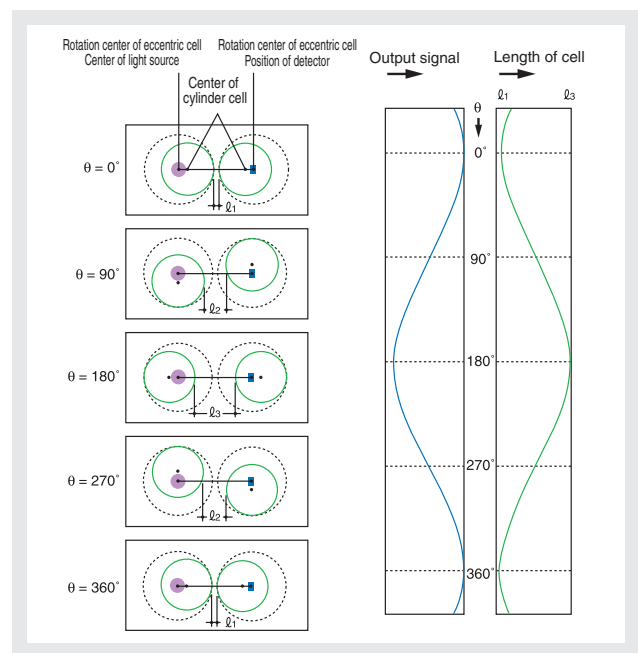 Rotation center of eccentric cell
Center of light source
Rotation center of eccentric cell
Position of detector
Center of
cylinder cell
Output signal
Length of cell
ℓ1
ℓ3
θ
θ = 0°
ℓ1
0°
θ = 90°
ℓ2
90°
θ = 180°
ℓ3
180°
θ = 270°
ℓ2
270°
θ = 360°
ℓ1
360°